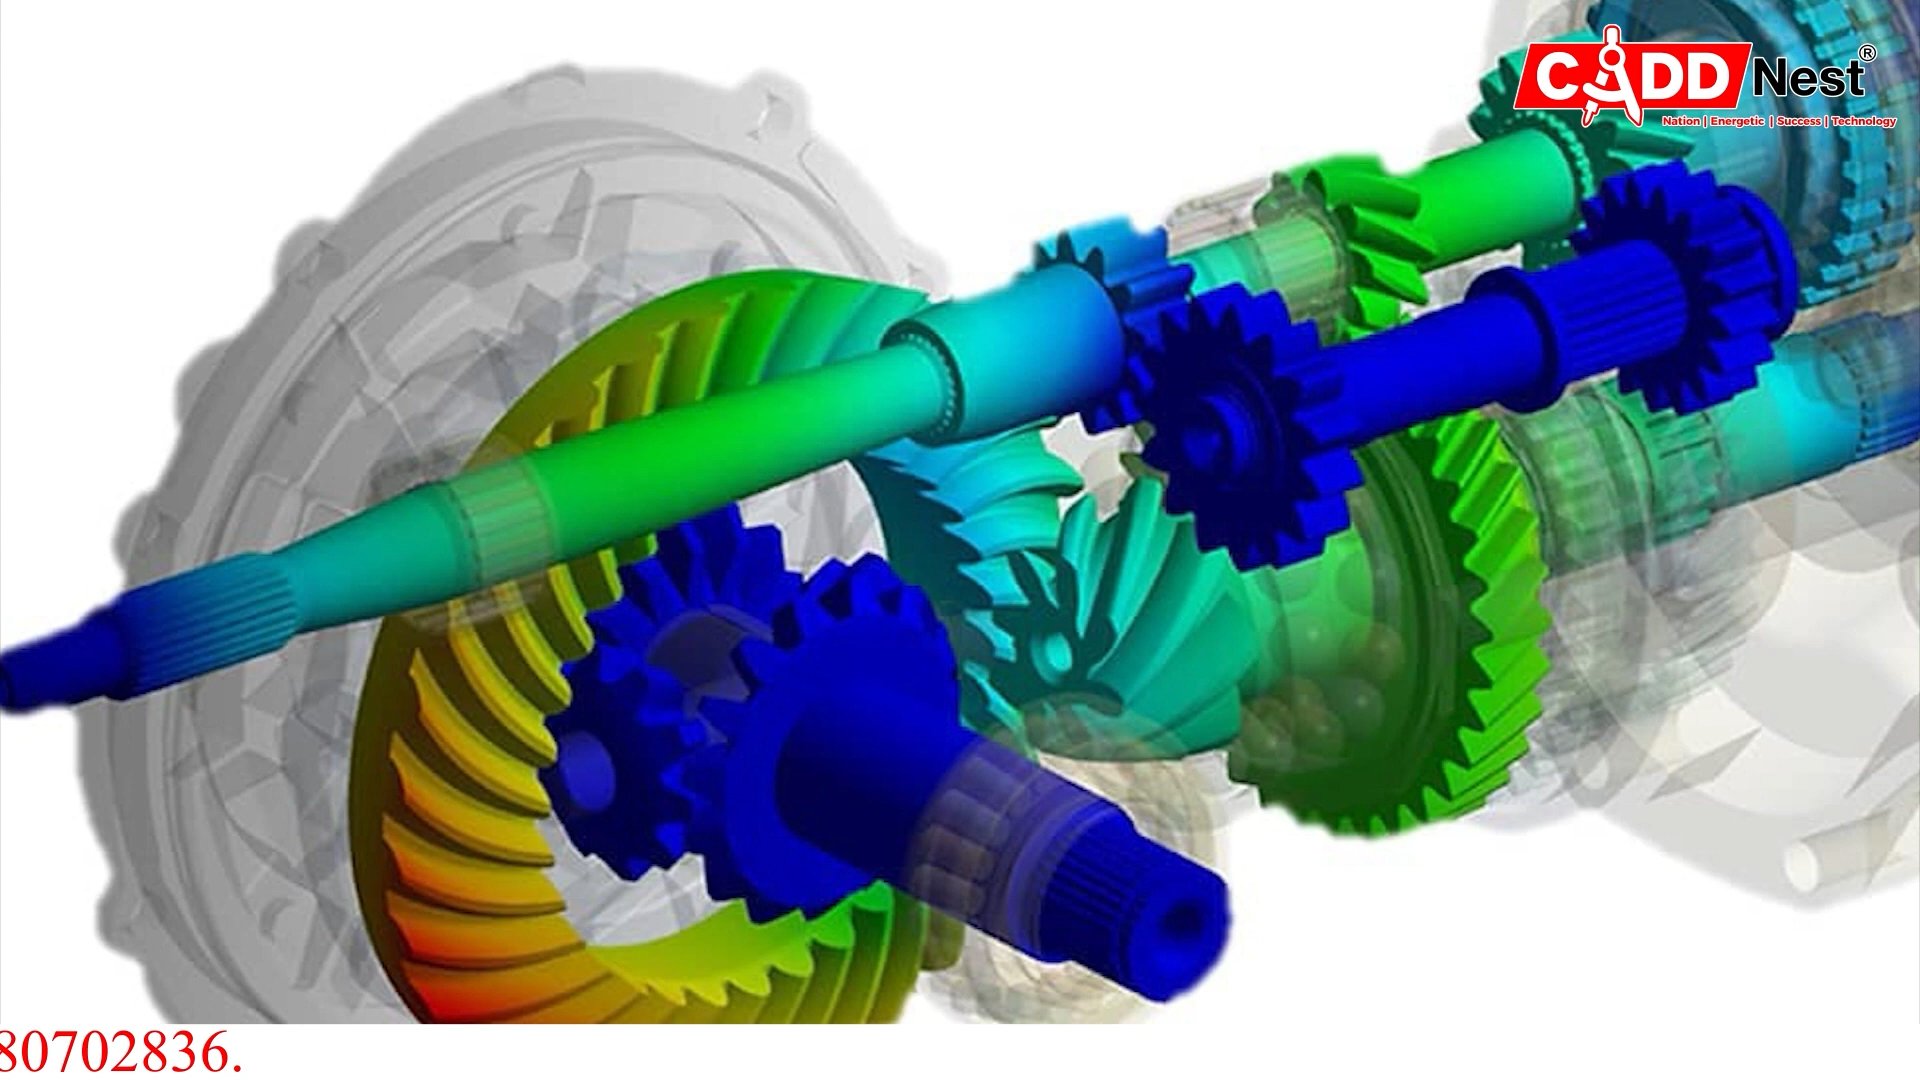 CADD Nest®
Nation | Energetic | Success | Technology
80702836.